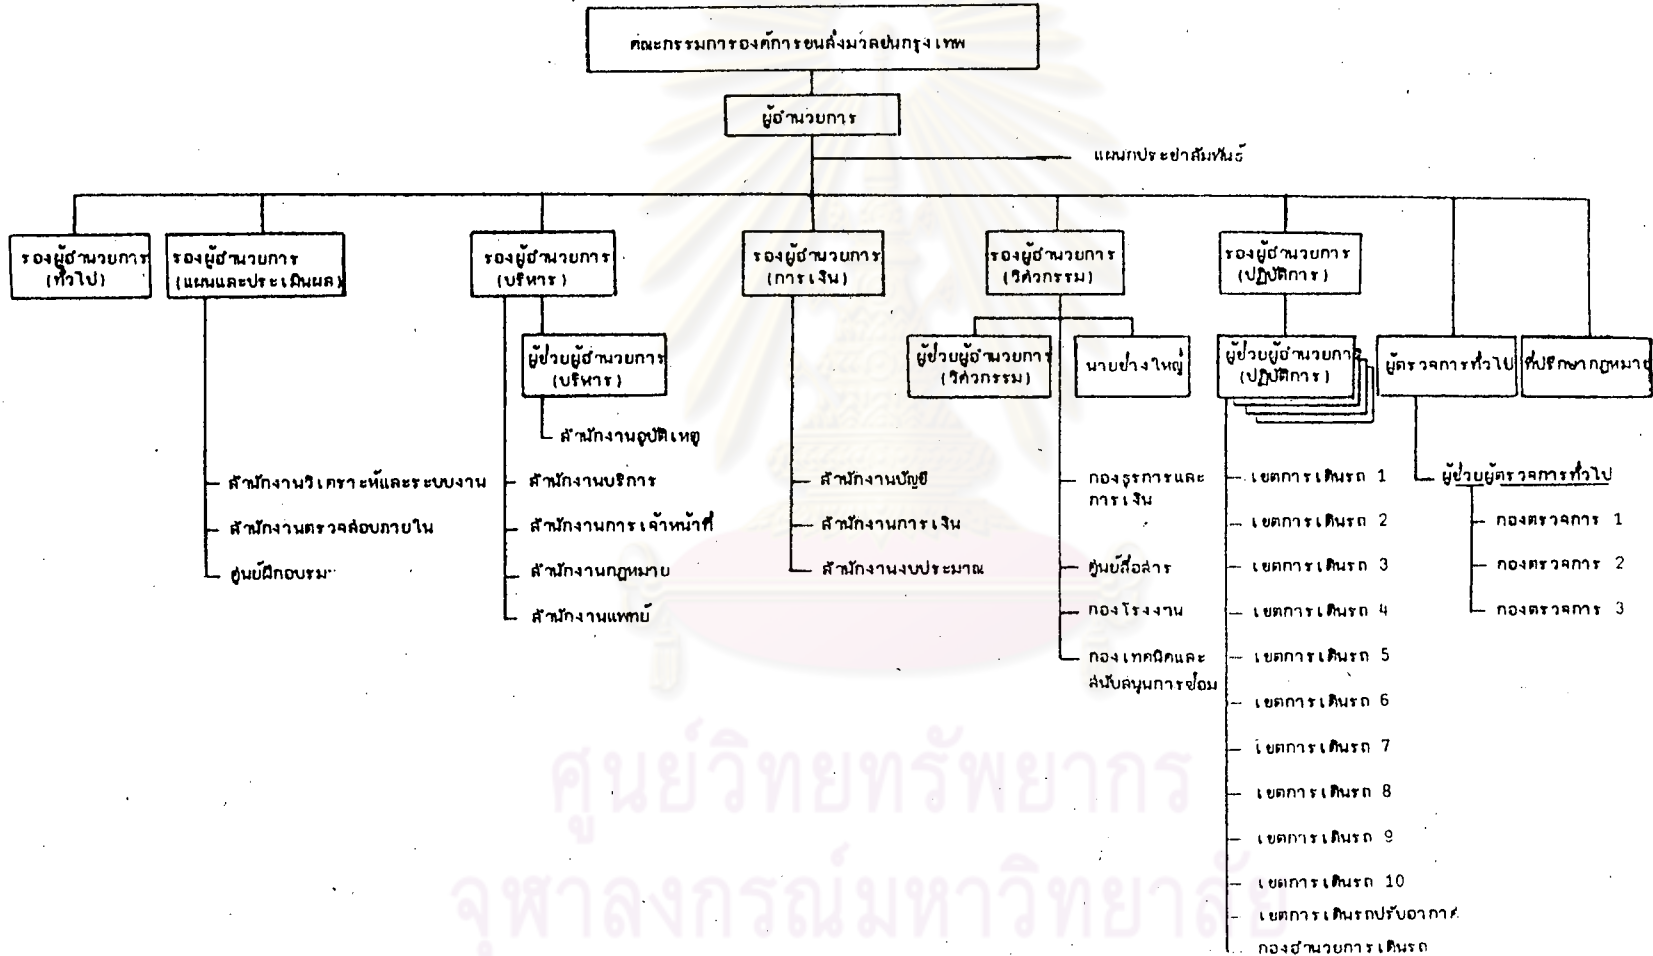 คณะกรรมการองค์การขนส่งมวลชนกรุงเทพ
ผู้อำนวยการ
แผนกประชาสัมพันธ์
รองผู้อำนวยการ
(ทั่วไป)
รองผู้อำนวยการ
(แผนและประเมินผล)
รองผู้อำนวยการ
(บริหาร)
รองผู้อำนวยการ
(การเงิน)
รองผู้อำนวยการ
(วิศวกรรม)
รองผู้อำนวยการ
(ปฏิบัติการ)
ผู้ช่วยผู้อำนวยการ
(บริหาร)
ผู้ช่วยผู้อำนวยการ
(วิศวกรรม)
นายช่างใหญ่
ผู้ช่วยผู้อำนวยการ
(ปฏิบัติการ)
ผู้ตรวจการทั่วไป
ที่ปรึกษากฎหมาย
สำนักงานอุบัติเหตุ
สำนักงานวิเคราะห์และระบบงาน
สำนักงานตรวจสอบภายใน
ศูนย์ฝึกอบรม
สำนักงานบริการ
สำนักงานการเจ้าหน้าที่
สำนักงานกฎหมาย
สำนักงานแพทย์
สำนักงานบัญชี
สำนักงานการเงิน
สำนักงานงบประมาณ
กองธุรการและ
การเงิน
ศูนย์สื่อสาร
กองโรงงาน
กองเทคนิคและ
สนับสนุนการซ่อม
เขตการเดินรถ 1
เขตการเดินรถ 2
เขตการเดินรถ 3
เขตการเดินรถ 4
เขตการเดินรถ 5
เขตการเดินรถ 6
เขตการเดินรถ 7
เขตการเดินรถ 8
เขตการเดินรถ 9
เขตการเดินรถ 10
เขตการเดินรถปรับอากาศ
กองอำนวยการเดินรถ
ผู้ช่วยผู้ตรวจการทั่วไป
กองตรวจการ 1
กองตรวจการ 2
กองตรวจการ 3
ศูนย์วิทยทรัพยากร
จุฬาลงกรณ์มหาวิทยาลัย